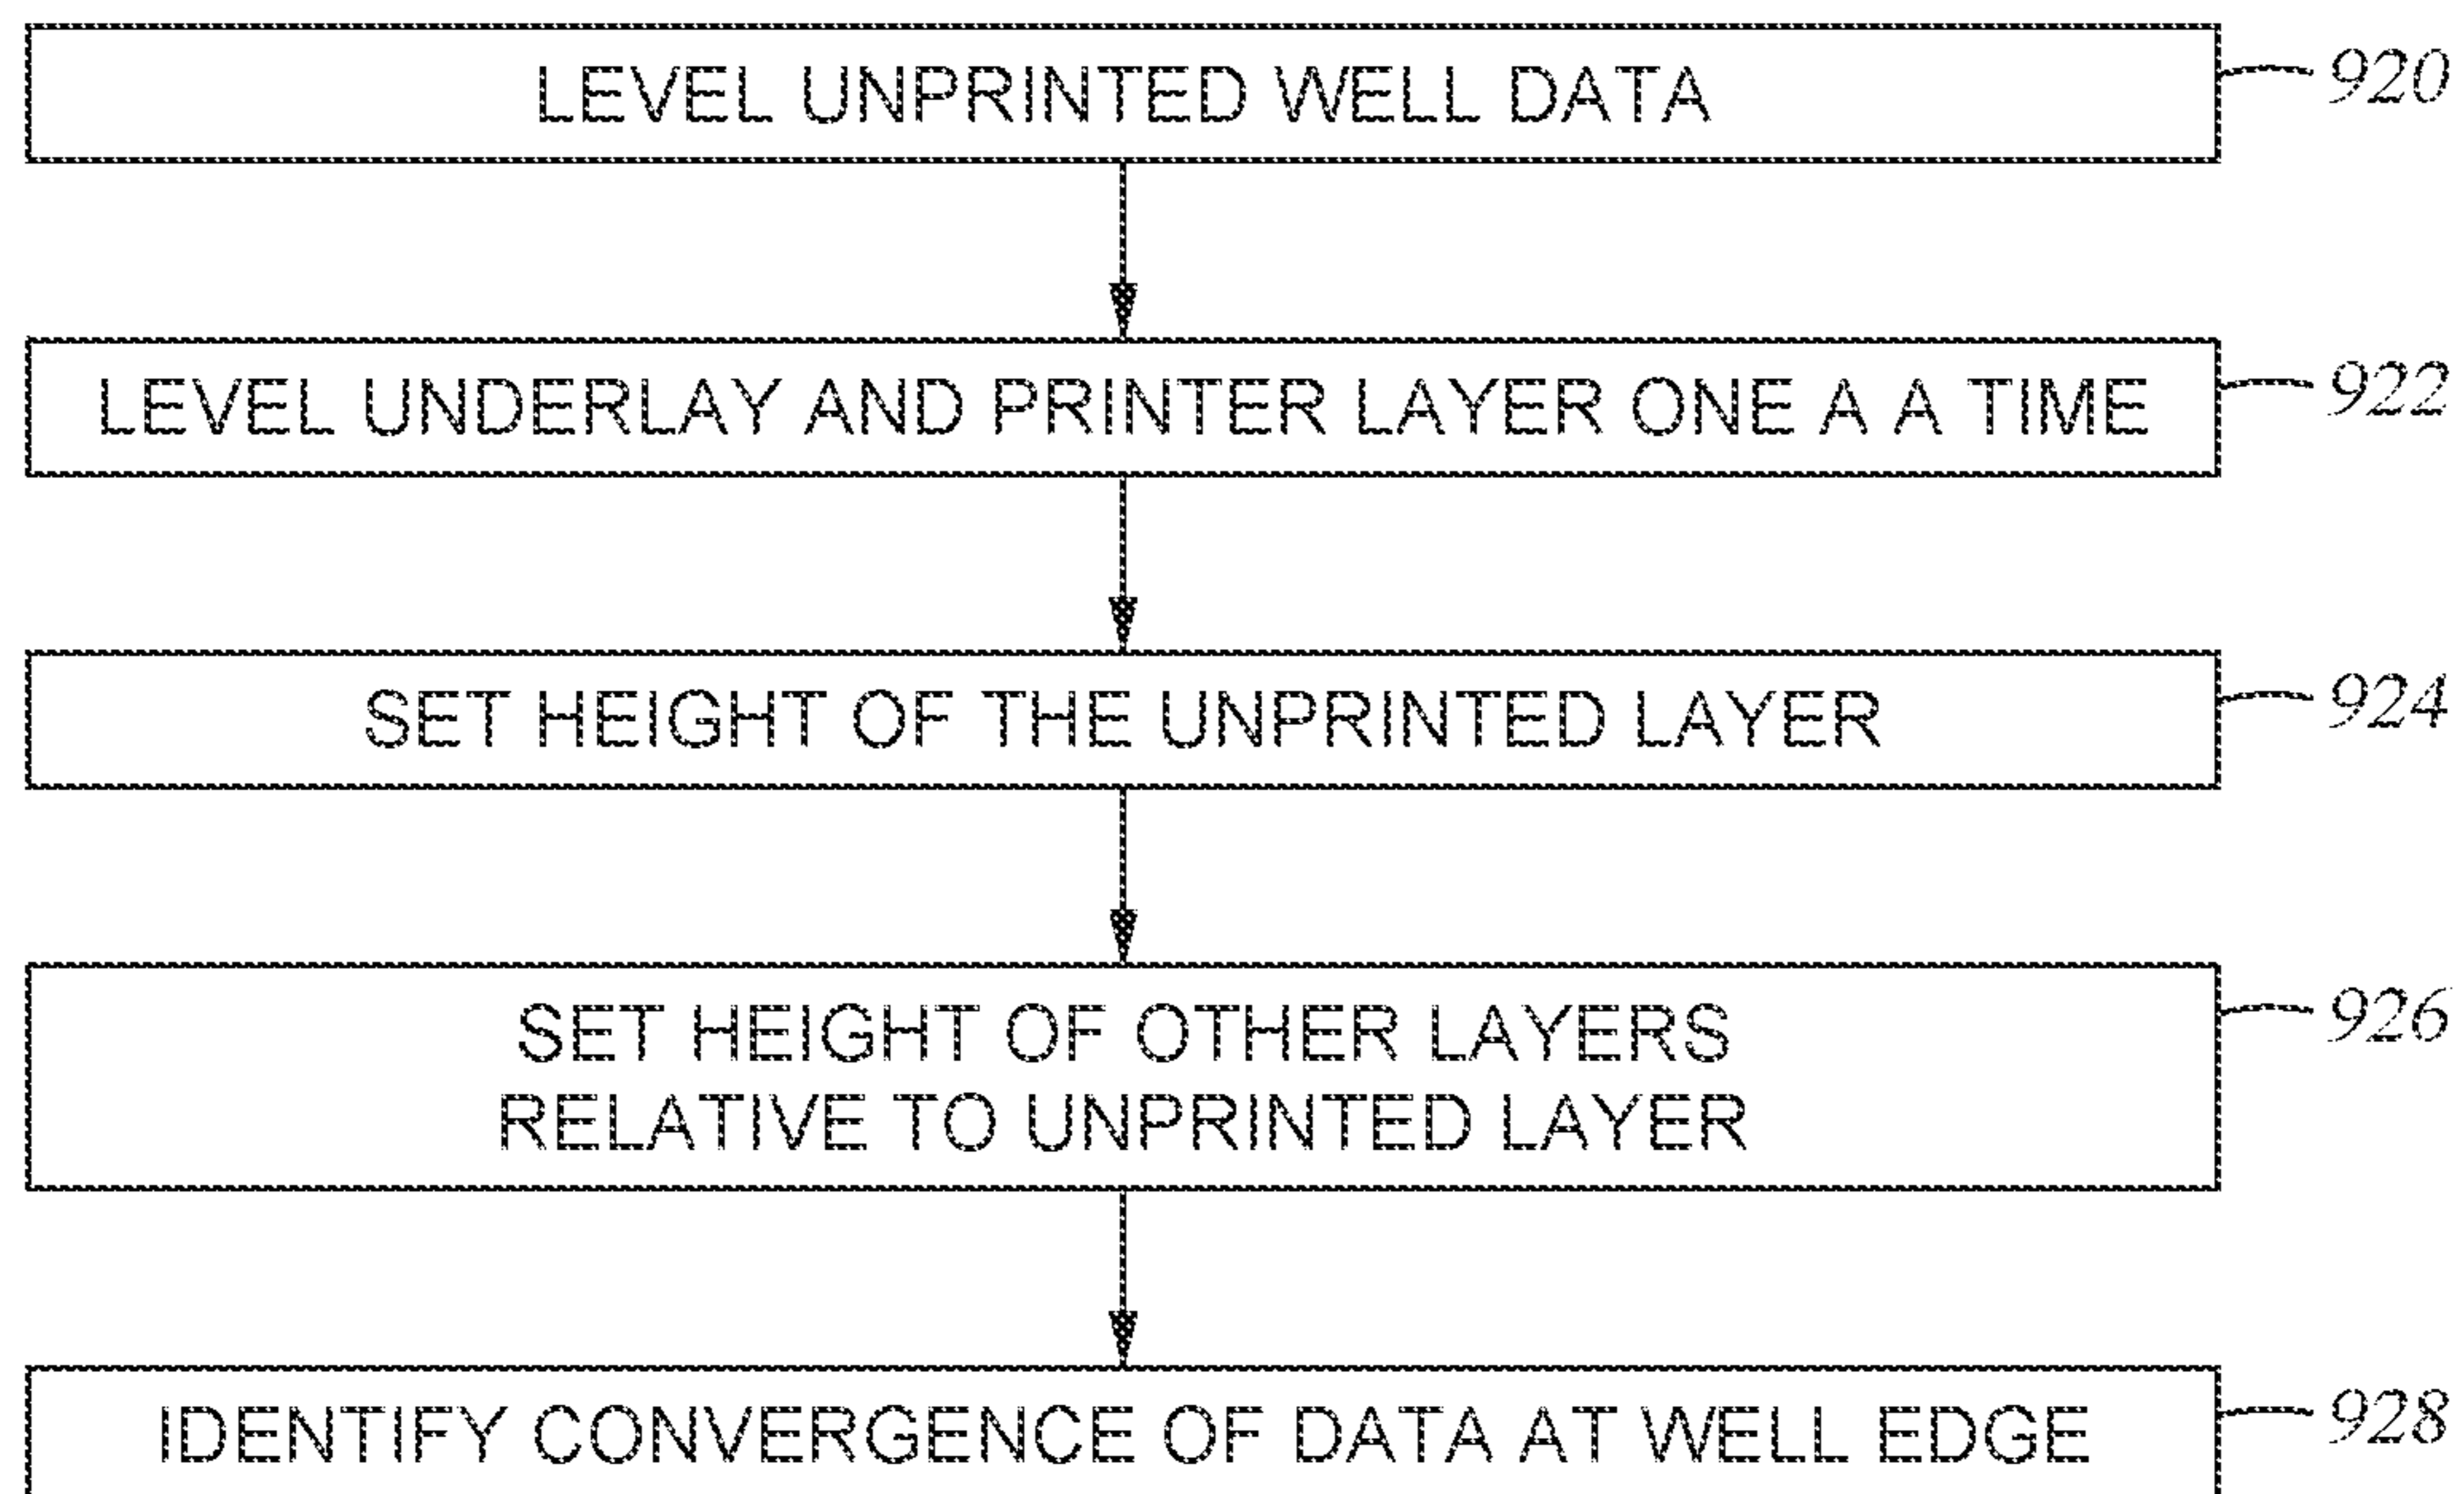 LEVEL UNPRINTED WELL DATA
920
LEVEL UNDERLAY AND PRINTER LAYER ONE A A TIME
922
SET HEIGHT OF THE UNPRINTED LAYER
924
SET HEIGHT OF OTHER LAYERS
RELATIVE TO UNPRINTED LAYER
926
IDENTIFY CONVERGENCE OF DATA AT WELL EDGE
928